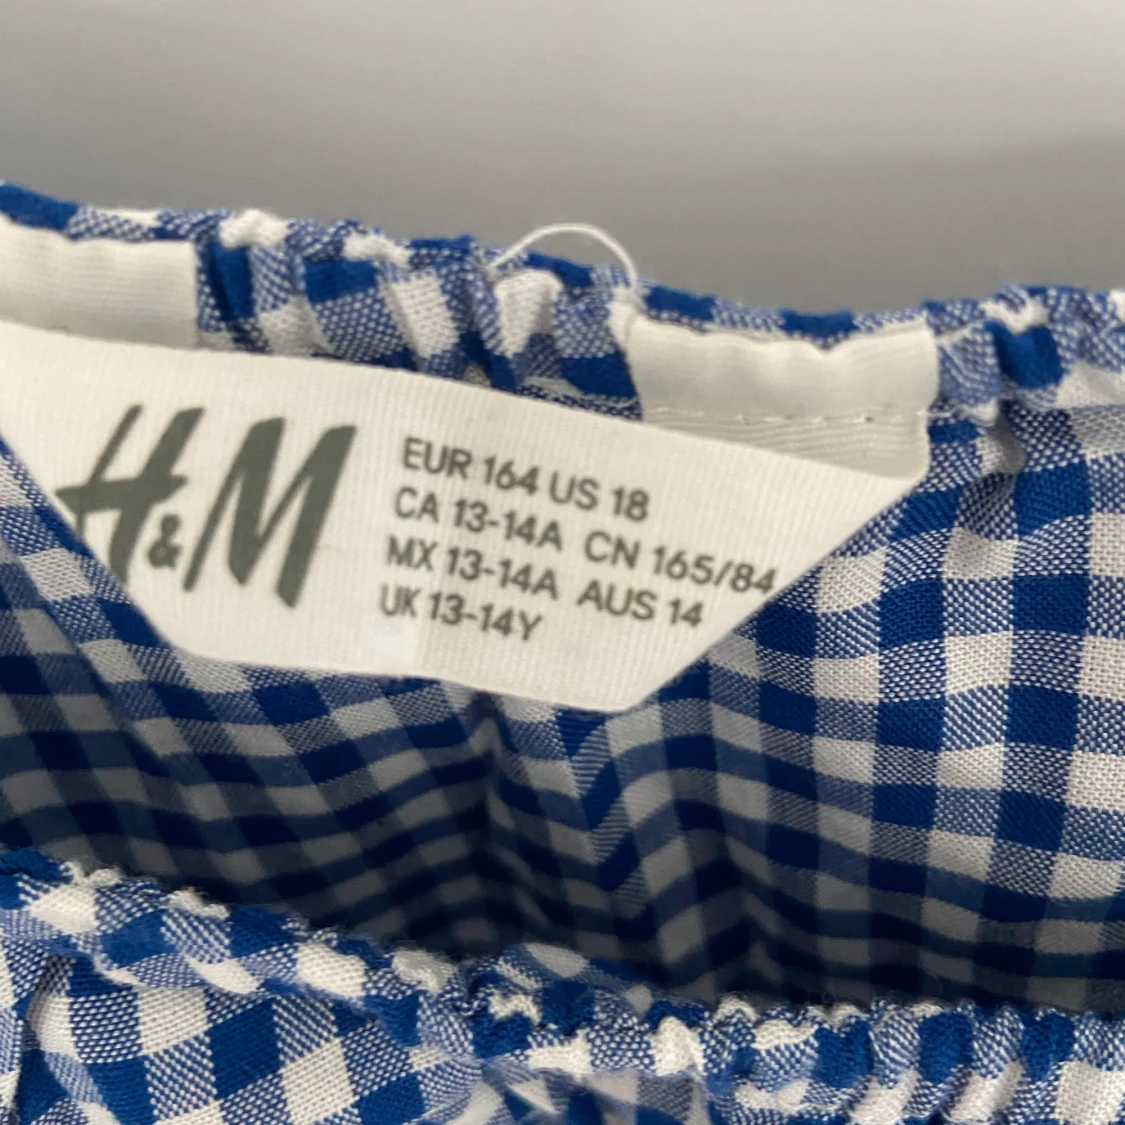 H&M
EUR 164 US 18
CA 13-14A CN 165/84
MX 13-14A AUS 14
UK 13-14Y